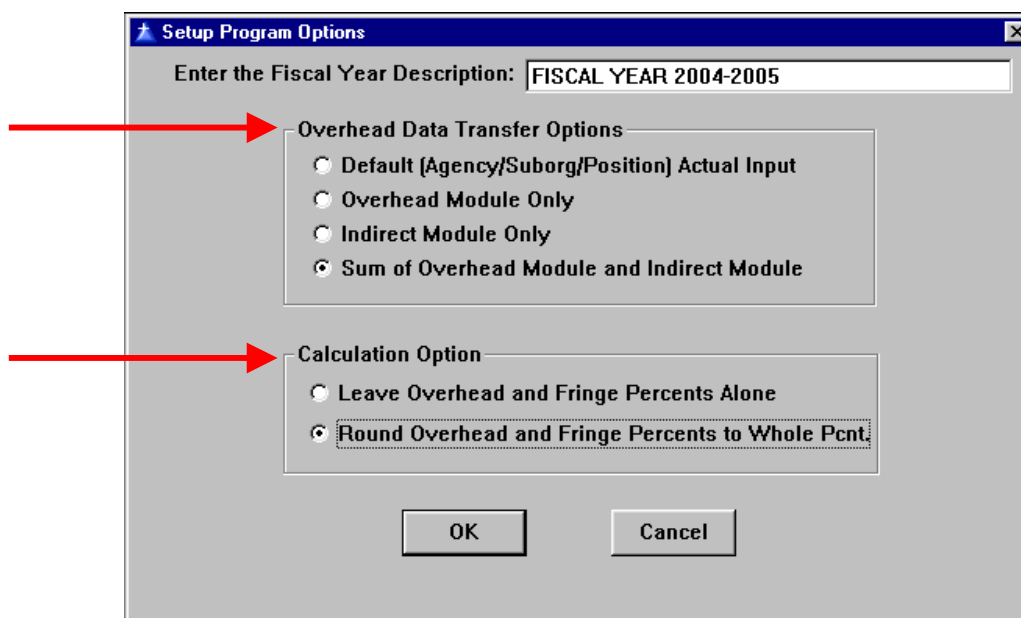 Setup Program Options
Enter the Fiscal Year Description: FISCAL YEAR 2004-2005
Overhead Data Transfer Options
Default (Agency/Suborg/Position) Actual Input
Overhead Module Only
Indirect Module Only
Sum of Overhead Module and Indirect Module
Calculation Option
Leave Overhead and Fringe Percents Alone
Round Overhead and Fringe Percents to Whole Pcnt.
OK Cancel